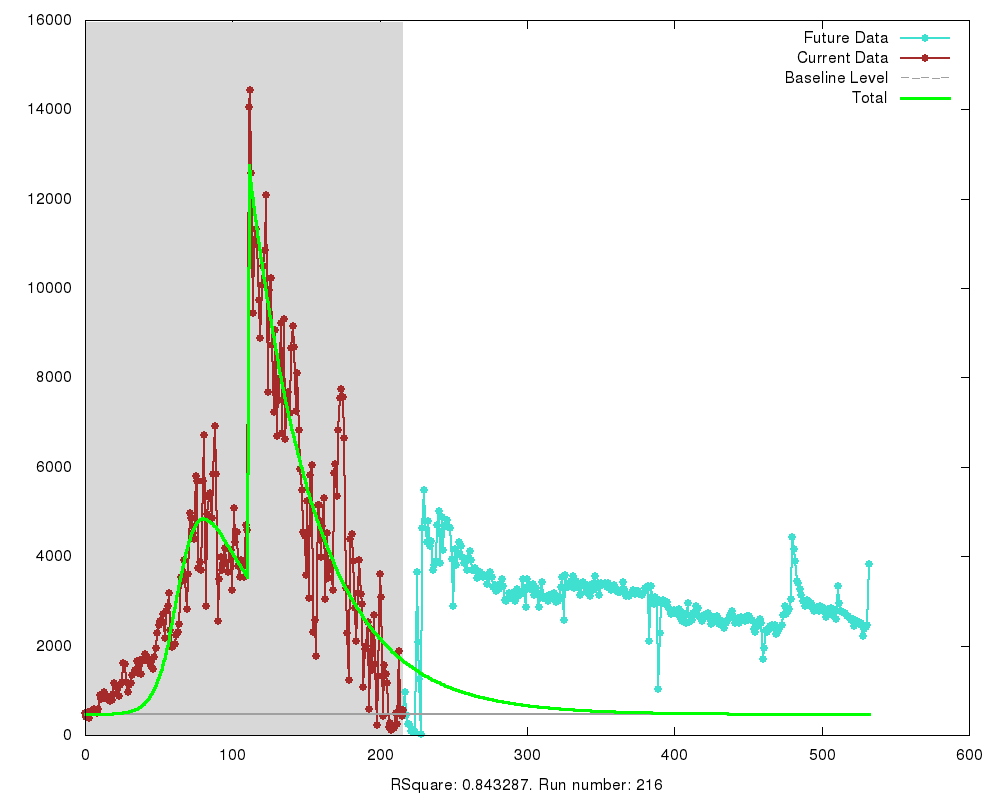 16000
14000
12000
10000
8000
6000
4000
2000
0
0 100 200 300 400 500 600
Future Data
Current Data
Baseline Level
Total
RSquare: 0.843287. Run number: 216